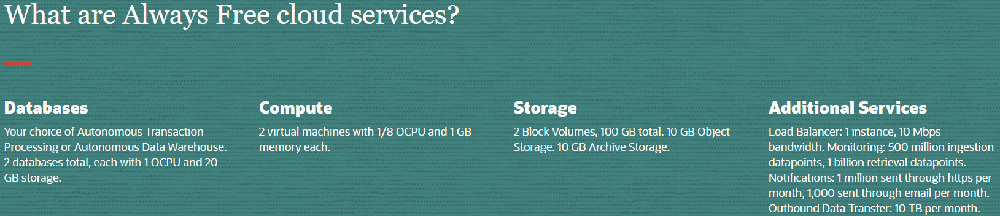 What are Always Free cloud services?
Databases
Your choice of Autonomous Transaction
Processing or Autonomous Data Warehouse.
2 databases total, each with 1 OCPU and 20
GB storage.
Compute
2 virtual machines with 1/8 OCPU and 1 GB
memory each.
Storage
2 Block Volumes, 100 GB total. 10 GB Object
Storage. 10 GB Archive Storage.
Additional Services
Load Balancer: 1 instance, 10 Mbps
bandwidth. Monitoring: 500 million ingestion
datapoints, 1 billion retrieval datapoints.
Notifications: 1 million sent through https per
month, 1,000 sent through email per month.
Outbound Data Transfer: 10 TB per month.